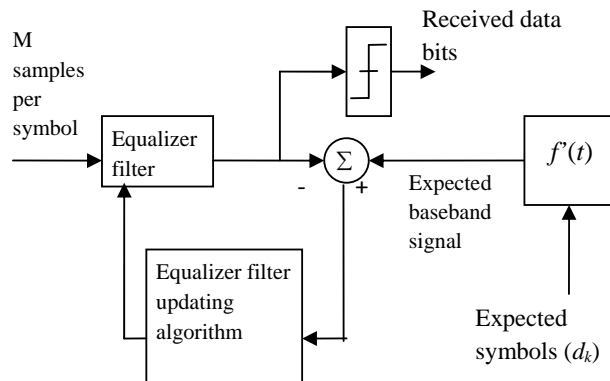 M
samples
per
symbol
Equalizer
filter
Received data
bits
Σ
-
+
Expected
baseband
signal
f'(t)
Equalizer filter
updating
algorithm
Expected
symbols (dk)